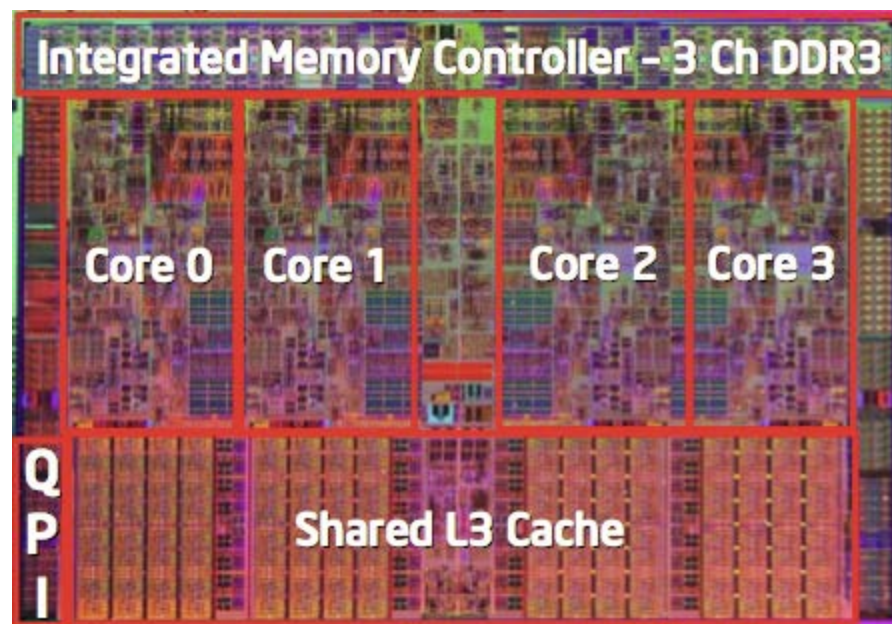 Integrated Memory Controller - 3 Ch DDR3
Core 0
Core 1
Core 2
Core 3
Q
P
I
Shared L3 Cache